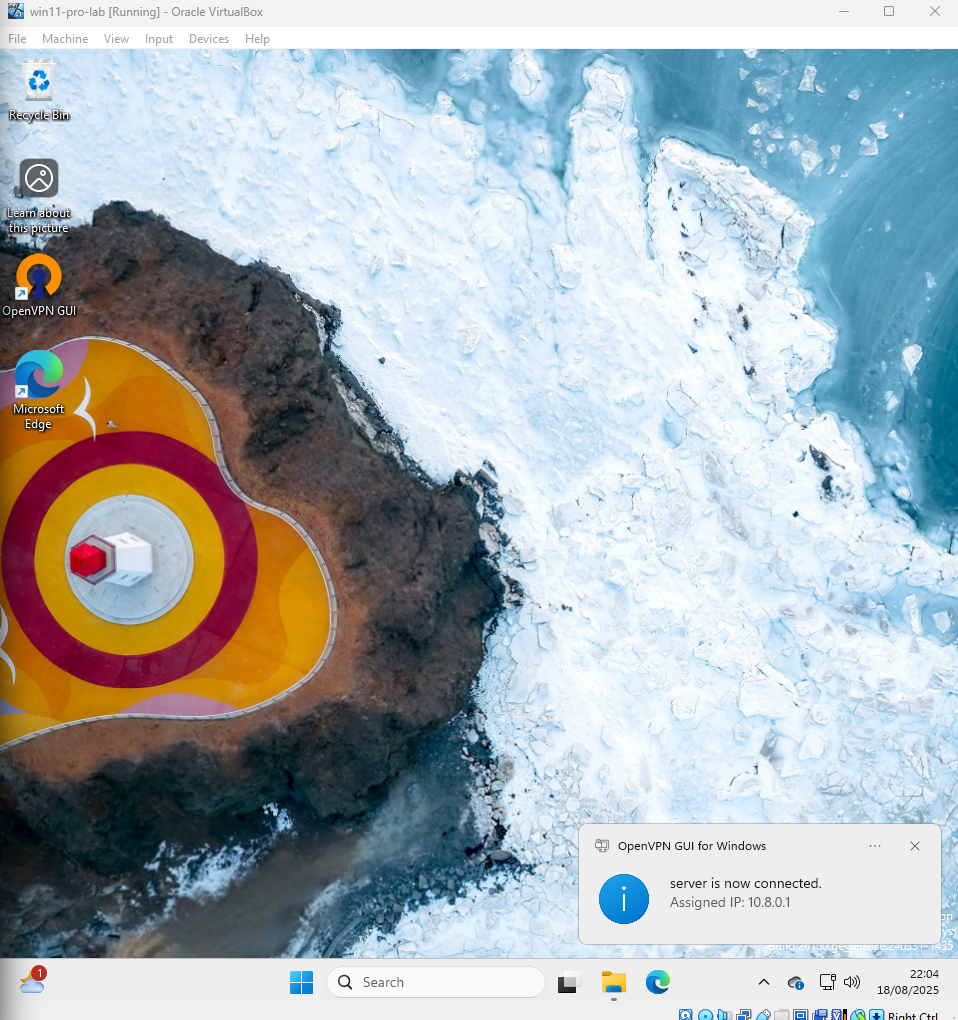 win11-pro-lab [Running] - Oracle VirtualBox
File Machine View Input Devices Help
Recycle Bin
Learn about
this picture
OpenVPN GUI
Microsoft
Edge
OpenVPN GUI for Windows
server is now connected.
Assigned IP: 10.8.0.1
1
Search
22:04
18/08/2025
Right Ctrl